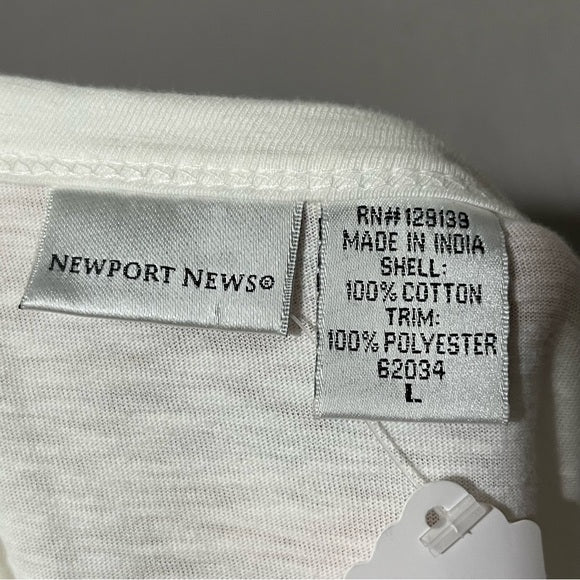 NEWPORT NEWS®
RN# 129139
MADE IN INDIA
SHELL:
100% COTTON
TRIM:
100% POLYESTER
62034
L